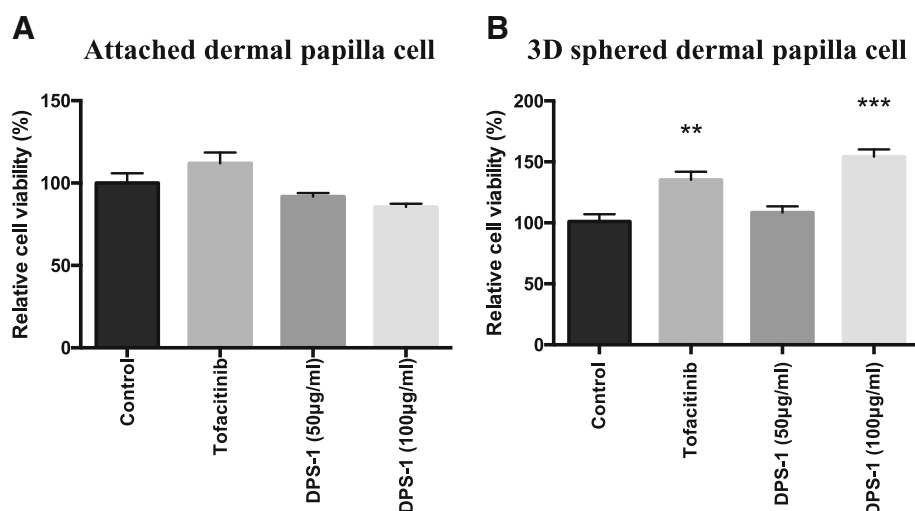 A
Attached dermal papilla cell
Relative cell viability (%)
150
100
50
0
Control
Tofacitinib
DPS-1 (50μg/ml)
DPS-1 (100μg/ml)
B
3D sphered dermal papilla cell
Relative cell viability (%)
200
150
100
50
0
**
***
Control
Tofacitinib
DPS-1 (50μg/ml)
DPS-1 (100μg/ml)